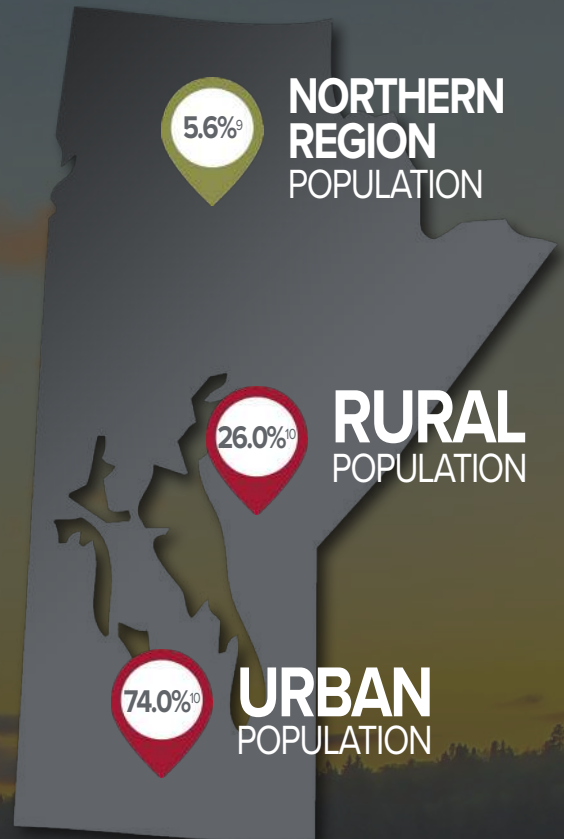 5.6%⁹
NORTHERN
REGION
POPULATION
26.0%¹⁰
RURAL
POPULATION
74.0%¹⁰
URBAN
POPULATION